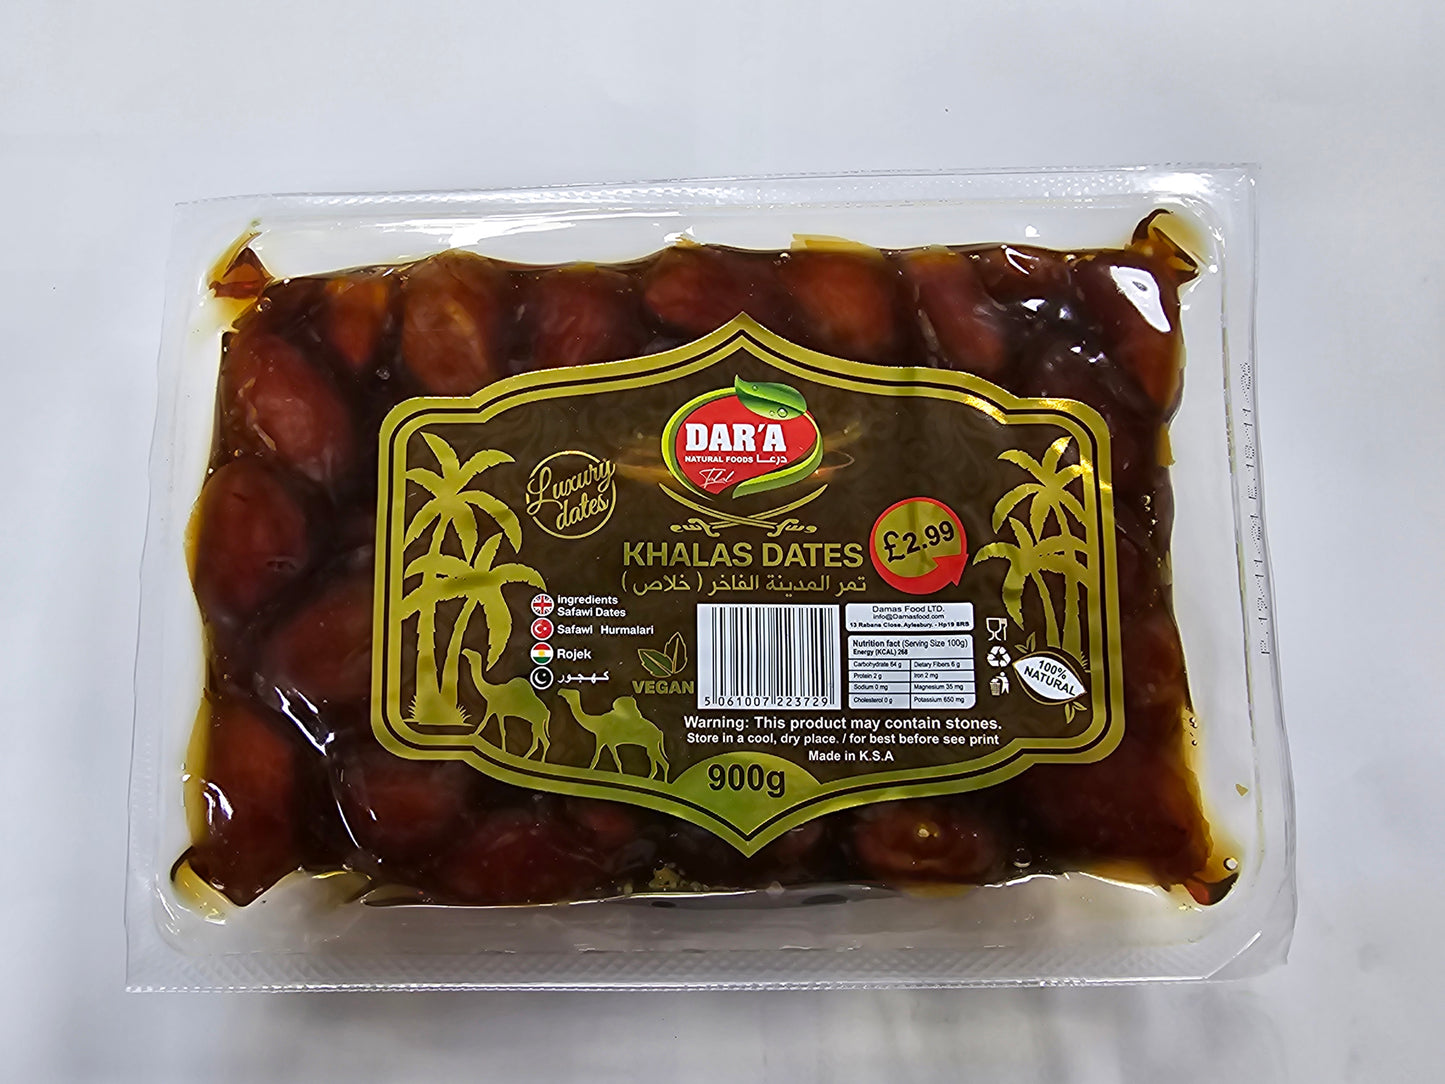 DAR'A
NATURAL FOODS درعا
Luxury
dates
KHALAS DATES
£2.99
تمر المدينة الفاخر ( خلاص )
ingredients
Safawi Dates
Safawi Hurmalari
Rojek
کھجور
VEGAN
5 061007 223729
Damas Food LTD.
info@Damasfood.com
13 Rabans Close, Aylesbury. - Hp19 8RS
Nutrition fact (Serving Size 100g)
Energy (KCAL) 268
Carbohydrate 64 g Dietary Fibers 6 g
Protein 2 g Iron 2 mg
Sodium 0 mg Magnesium 35 mg
Cholesterol 0 g Potassium 650 mg
100%
NATURAL
Warning: This product may contain stones.
Store in a cool, dry place. / for best before see print
Made in K.S.A
900g